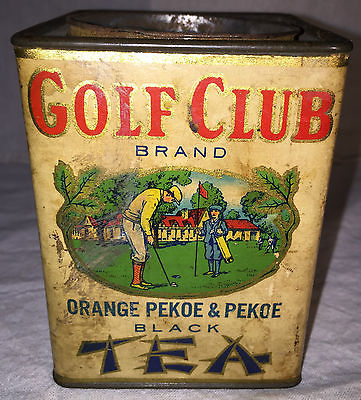 GOLF CLUB
BRAND
ORANGE PEKOE & PEKOE
BLACK
TEA